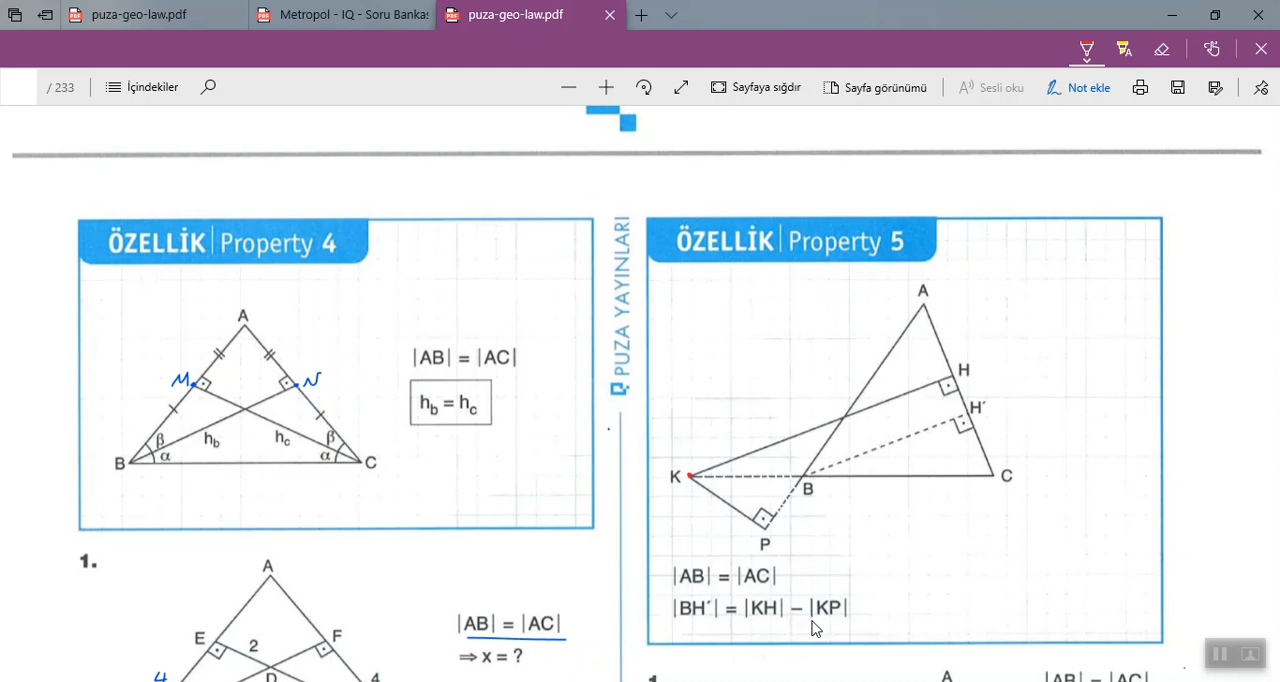 puza-geo-law.pdf
Metropol - IQ - Soru Bankas
puza-geo-law.pdf
/ 233
İçindekiler
Sayfaya sığdır
Sayfa görünümü
Sesli oku
Not ekle
ÖZELLİK | Property 4
A
M
N
β
β
h_b
h_c
α
α
B
C
|AB| = |AC|
h_b = h_c
1.
A
E
F
2
D
4
4
|AB| = |AC|
⇒ x = ?
PUZA YAYINLARI
ÖZELLİK | Property 5
A
H
H´
K
B
C
P
|AB| = |AC|
|BH´| = |KH| – |KP|
1.
A
|AB| = |AC|